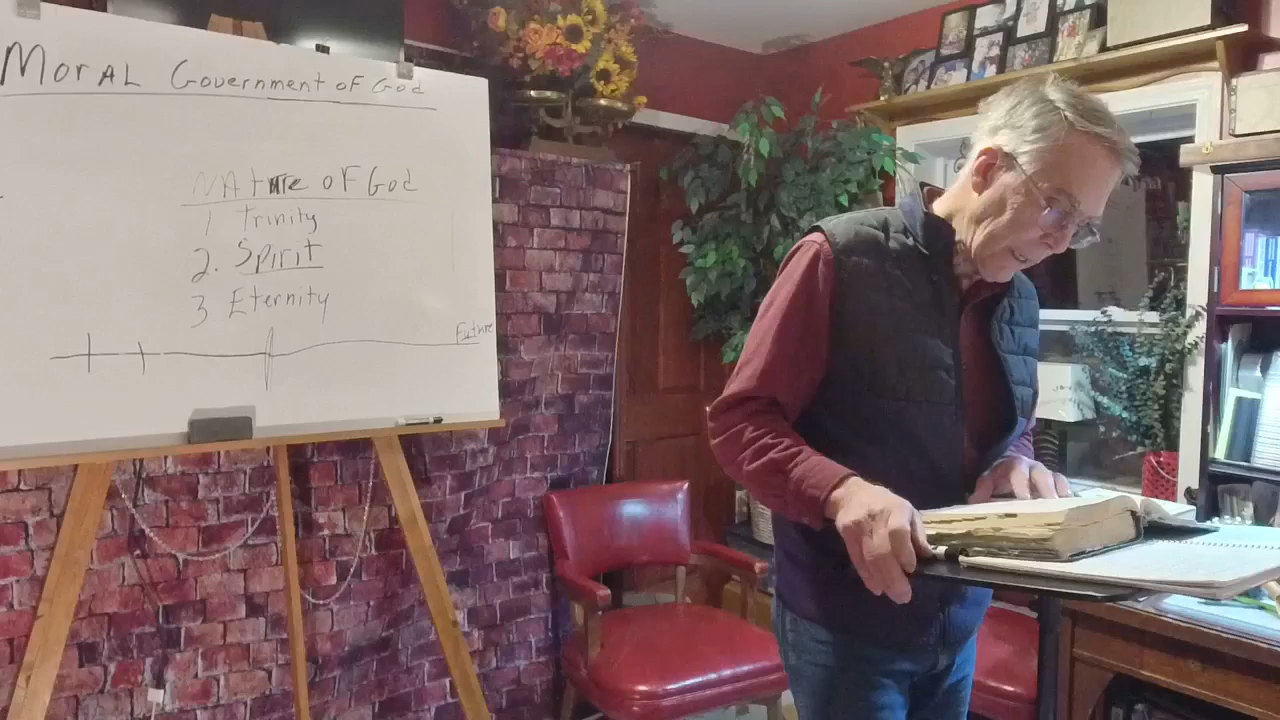 Moral Government of God
Nature of God
1 Trinity
2. Spirit
3 Eternity
Future